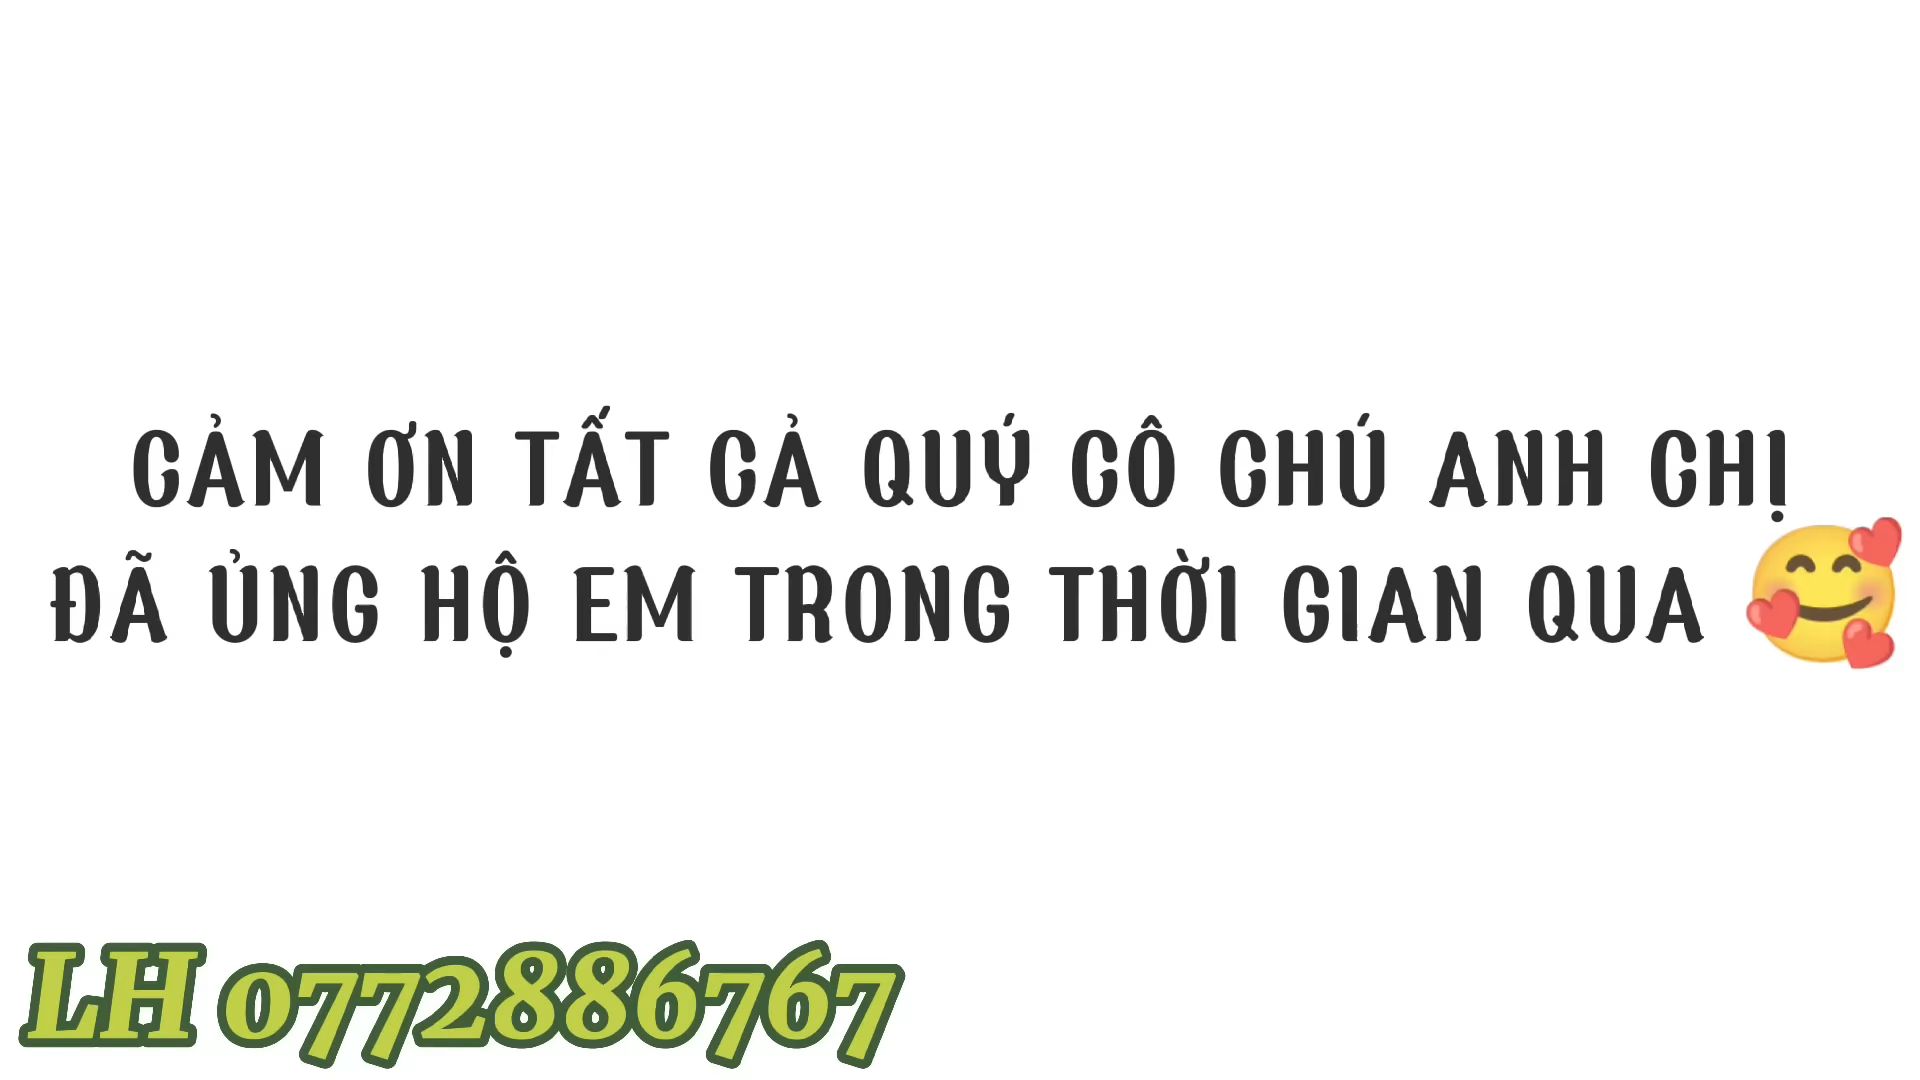 CẢM ƠN TẤT CẢ QUÝ CÔ CHÚ ANH CHỊ
ĐÃ ỦNG HỘ EM TRONG THỜI GIAN QUA 🥰
LH 0772886767